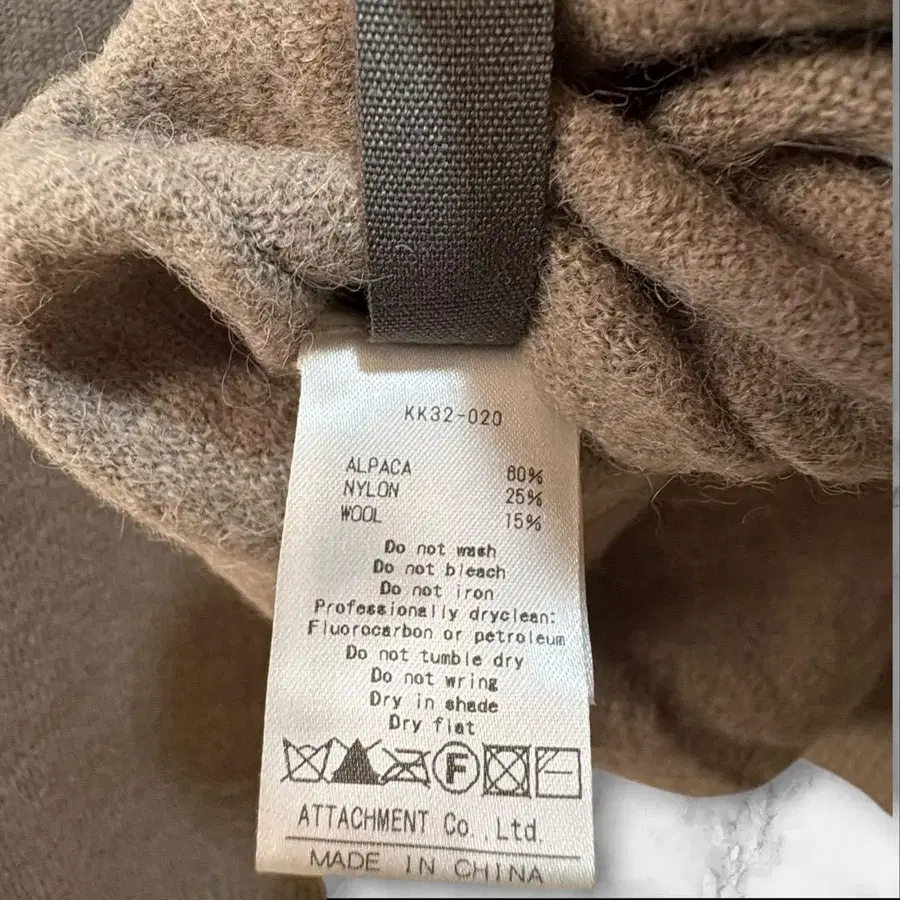 KK32-020
ALPACA 60%
NYLON 25%
WOOL 15%
Do not wash
Do not bleach
Do not iron
Professionally dryclean:
Fluorocarbon or petroleum
Do not tumble dry
Do not wring
Dry in shade
Dry flat
F
ATTACHMENT Co.,Ltd.
MADE IN CHINA